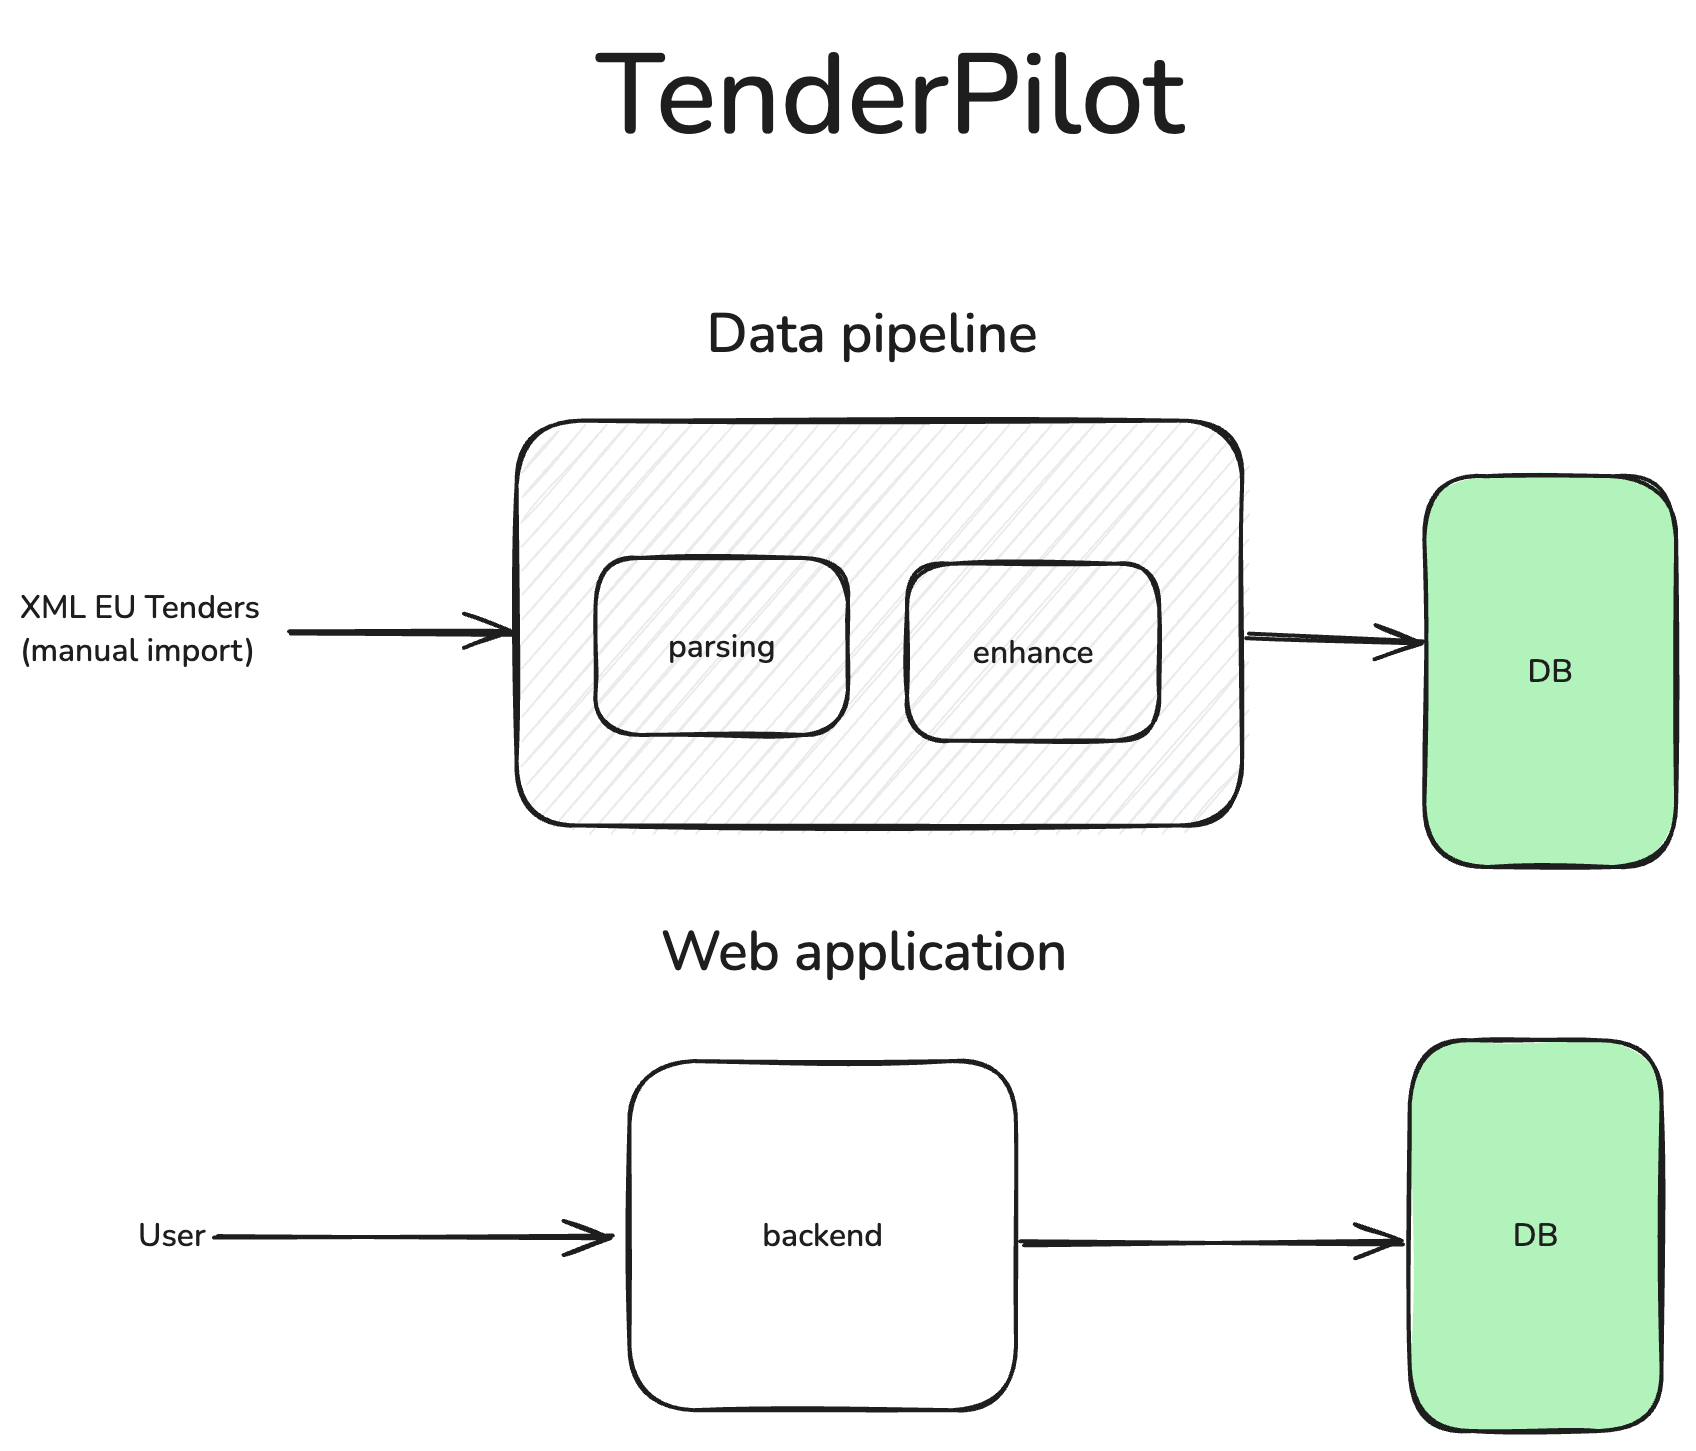 TenderPilot
Data pipeline
XML EU Tenders
(manual import)
parsing
enhance
DB
Web application
User
backend
DB